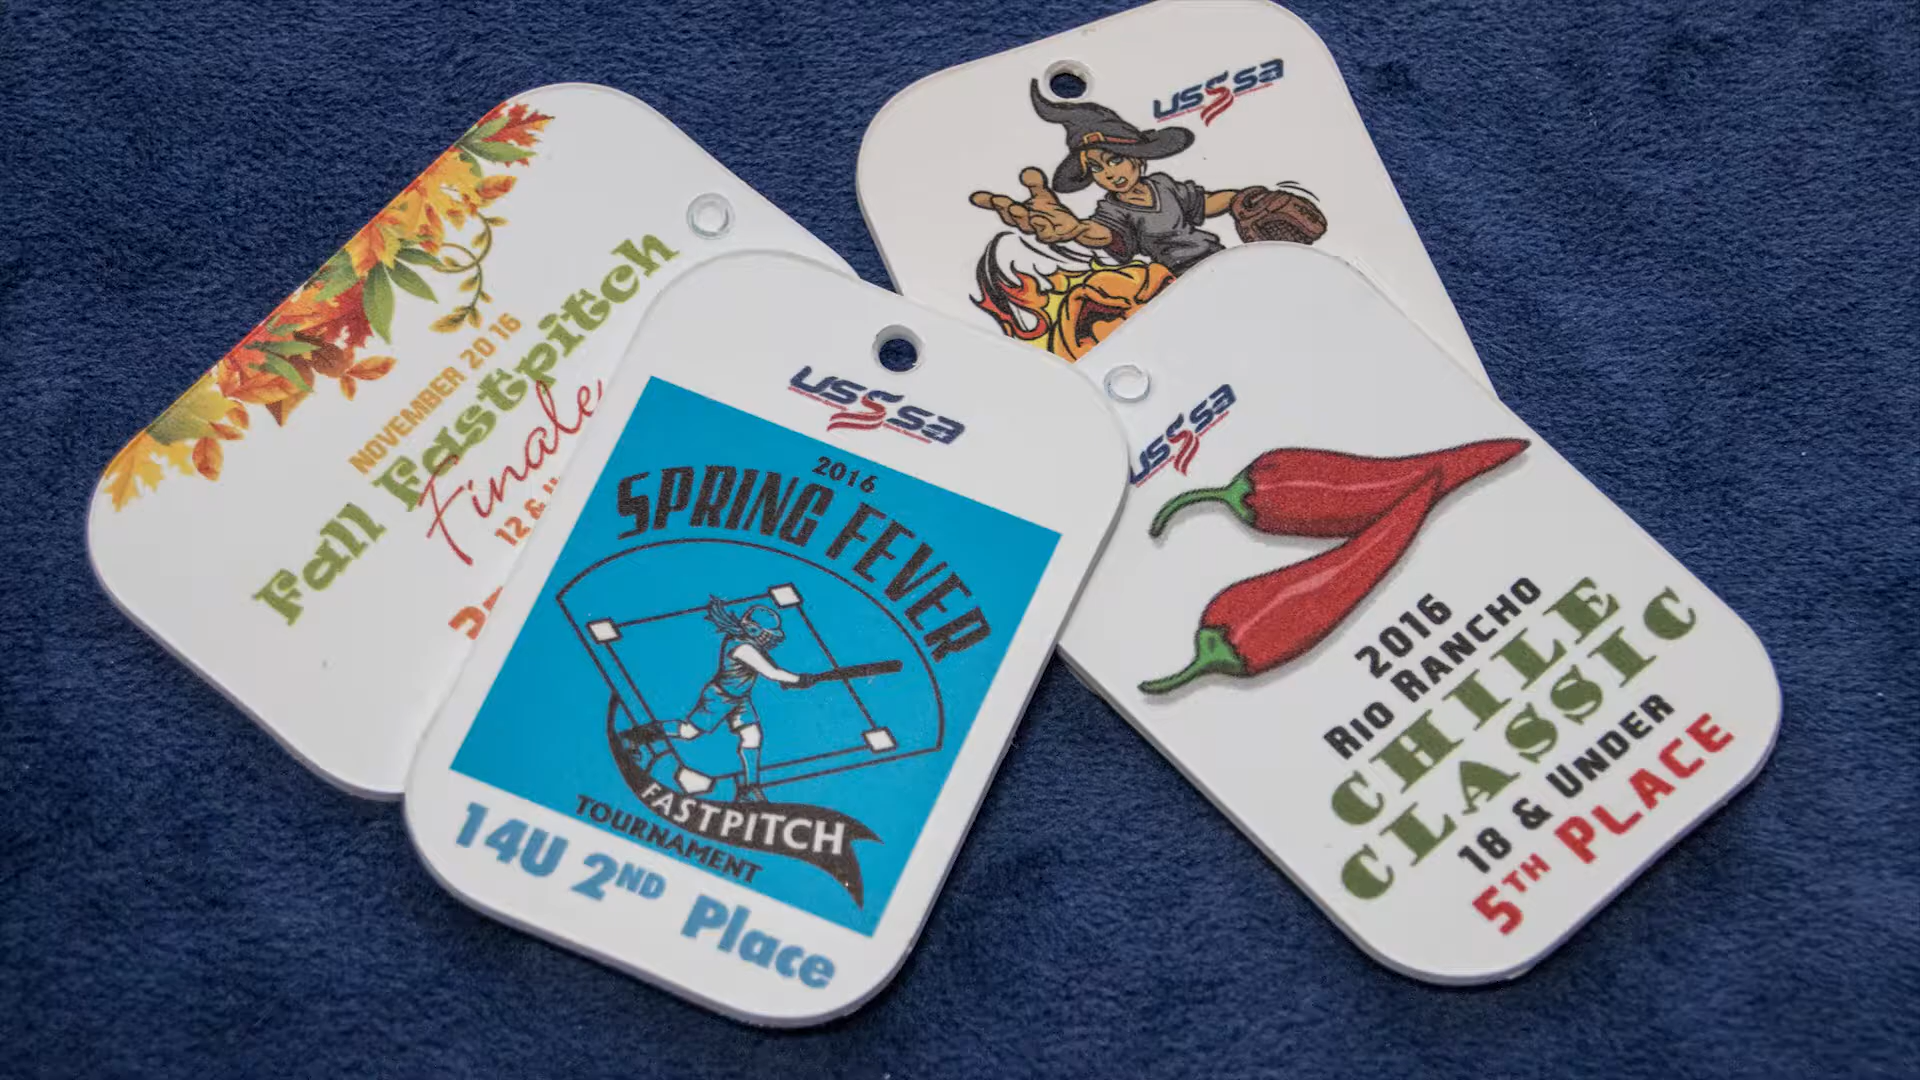 NOVEMBER 2016
Fall Fastpitch
Finale
12 &
USSSA
USSSA
2016
SPRING FEVER
FASTPITCH
TOURNAMENT
14U 2ND Place
USSSA
2016
RIO RANCHO
CHILE
CLASSIC
18 & UNDER
5TH PLACE